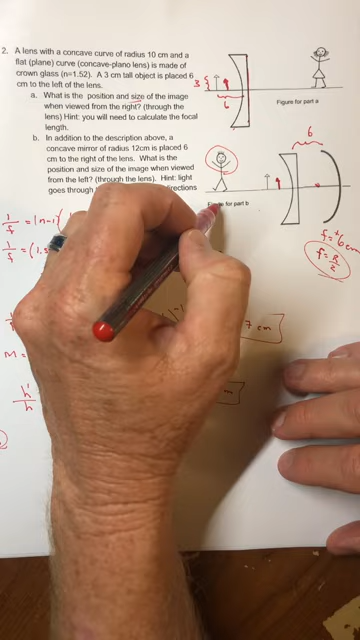 2. A lens with a concave curve of radius 10 cm and a
flat (plane) curve (concave-plano lens) is made of
crown glass (n=1.52). A 3 cm tall object is placed 6
cm to the left of the lens.
a. What is the position and size of the image
when viewed from the right? (through the
lens) Hint: you will need to calculate the focal
length.
b. In addition to the description above, a
concave mirror of radius 12cm is placed 6
cm to the right of the lens. What is the
position and size of the image when viewed
from the left? (through the lens). Hint: light
goes through
directions
3
6
Figure for part a
6
Figure for part b
f=+6cm
f=R/2
1/f = (n-1)(
1/f = (1.5
M =
h'/h
7 cm